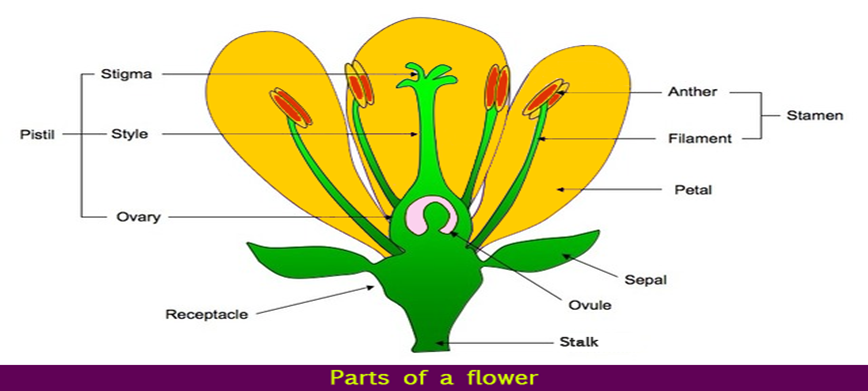 Stigma
Pistil
Style
Ovary
Receptacle
Anther
Stamen
Filament
Petal
Sepal
Ovule
Stalk
Parts of a flower